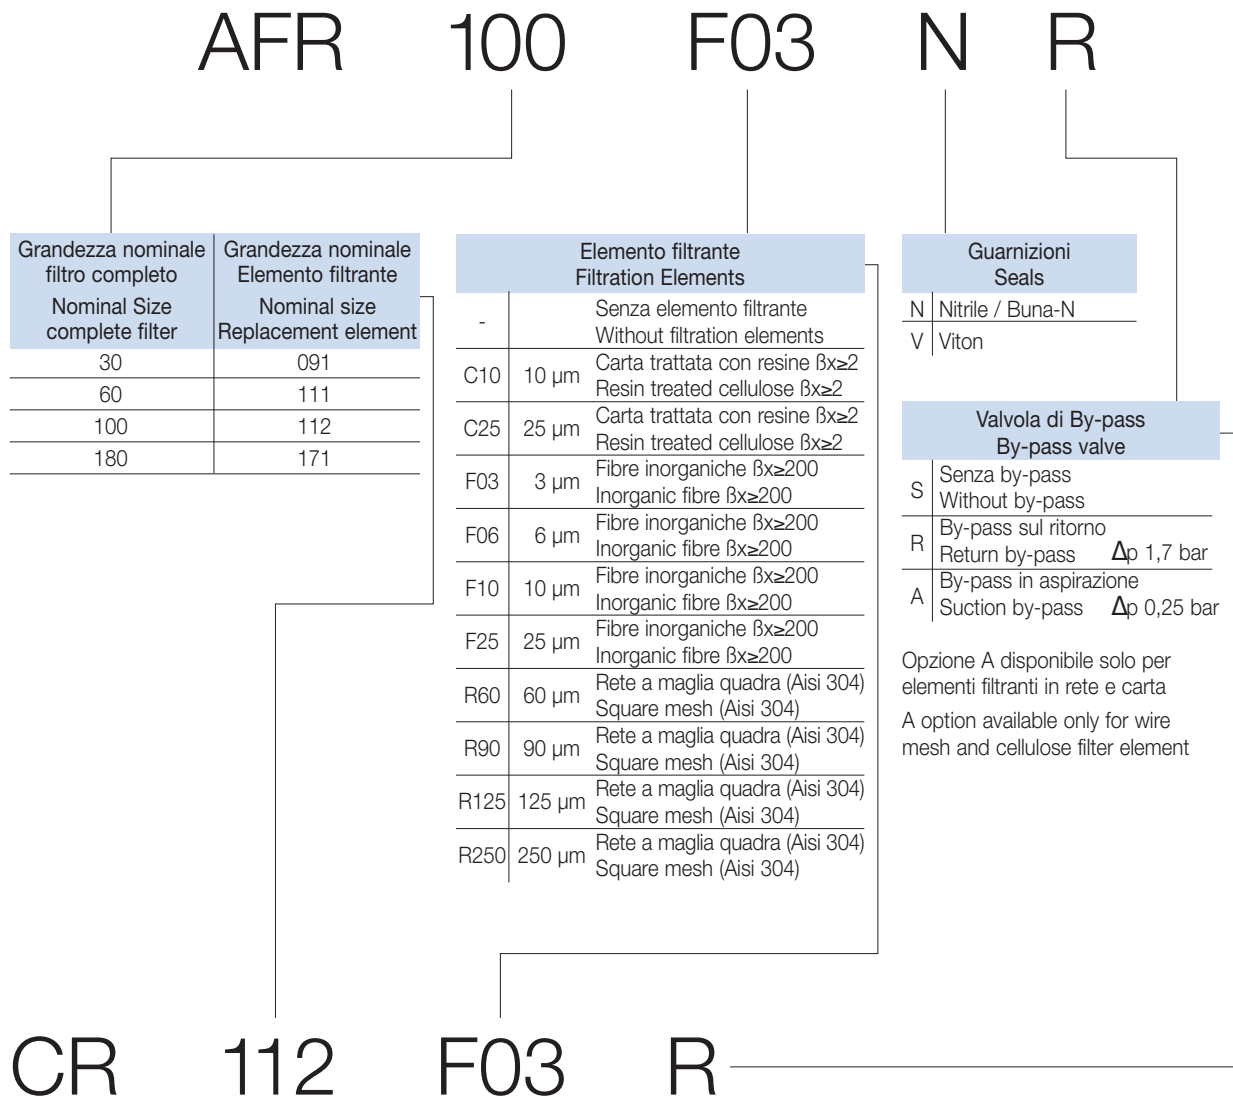 AFR 100 F03 N R
Grandezza nominale
filtro completo
Nominal Size
complete filter
Grandezza nominale
Elemento filtrante
Nominal size
Replacement element
30 091
60 111
100 112
180 171
Elemento filtrante
Filtration Elements
- Senza elemento filtrante
Without filtration elements
C10 10 µm Carta trattata con resine ßx≥2
Resin treated cellulose ßx≥2
C25 25 µm Carta trattata con resine ßx≥2
Resin treated cellulose ßx≥2
F03 3 µm Fibre inorganiche ßx≥200
Inorganic fibre ßx≥200
F06 6 µm Fibre inorganiche ßx≥200
Inorganic fibre ßx≥200
F10 10 µm Fibre inorganiche ßx≥200
Inorganic fibre ßx≥200
F25 25 µm Fibre inorganiche ßx≥200
Inorganic fibre ßx≥200
R60 60 µm Rete a maglia quadra (Aisi 304)
Square mesh (Aisi 304)
R90 90 µm Rete a maglia quadra (Aisi 304)
Square mesh (Aisi 304)
R125 125 µm Rete a maglia quadra (Aisi 304)
Square mesh (Aisi 304)
R250 250 µm Rete a maglia quadra (Aisi 304)
Square mesh (Aisi 304)
Guarnizioni
Seals
N Nitrile / Buna-N
V Viton
Valvola di By-pass
By-pass valve
S Senza by-pass
Without by-pass
R By-pass sul ritorno
Return by-pass Δp 1,7 bar
A By-pass in aspirazione
Suction by-pass Δp 0,25 bar
Opzione A disponibile solo per
elementi filtranti in rete e carta
A option available only for wire
mesh and cellulose filter element
CR 112 F03 R